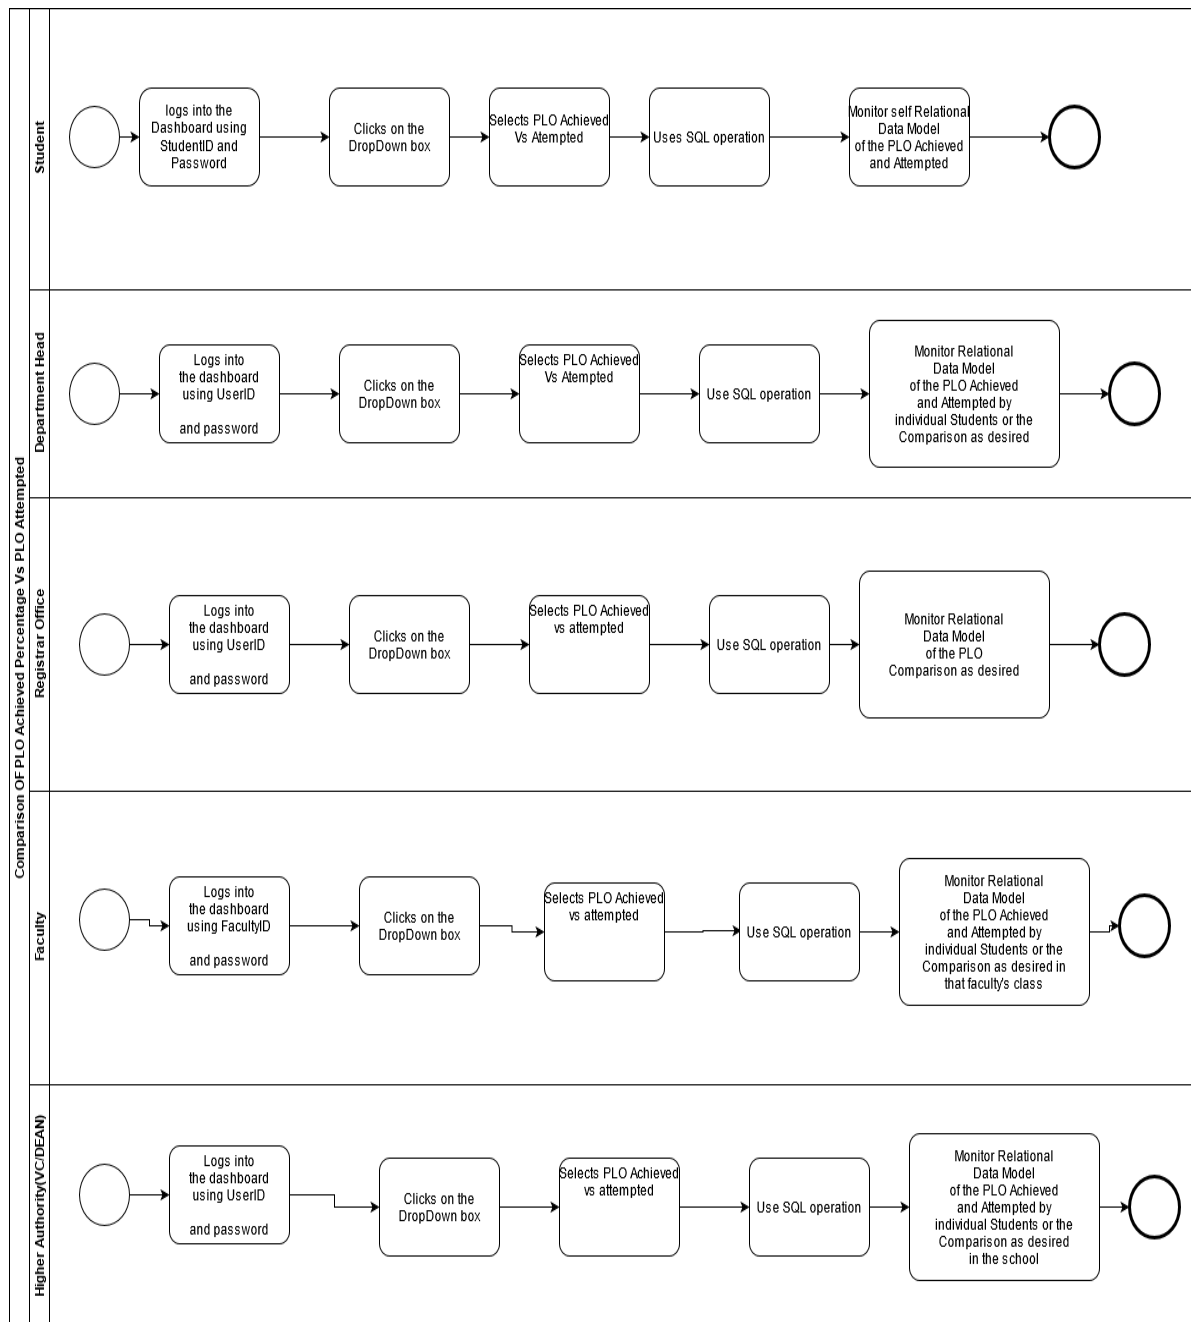 Comparison OF PLO Achieved Percentage Vs PLO Attempted
Student
logs into the
Dashboard using
StudentID and
Password
Clicks on the
DropDown box
Selects PLO Achieved
Vs Atempted
Uses SQL operation
Monitor self Relational
Data Model
of the PLO Achieved
and Attempted
Department Head
Logs into
the dashboard
using UserID
and password
Clicks on the
DropDown box
Selects PLO Achieved
Vs Atempted
Use SQL operation
Monitor Relational
Data Model
of the PLO Achieved
and Attempted by
individual Students or the
Comparison as desired
Registrar Office
Logs into
the dashboard
using UserID
and password
Clicks on the
DropDown box
Selects PLO Achieved
vs attempted
Use SQL operation
Monitor Relational
Data Model
of the PLO
Comparison as desired
Faculty
Logs into
the dashboard
using FacultyID
and password
Clicks on the
DropDown box
Selects PLO Achieved
vs attempted
Use SQL operation
Monitor Relational
Data Model
of the PLO Achieved
and Attempted by
individual Students or the
Comparison as desired in
that faculty's class
Higher Authority(VC/DEAN)
Logs into
the dashboard
using UserID
and password
Clicks on the
DropDown box
Selects PLO Achieved
vs attempted
Use SQL operation
Monitor Relational
Data Model
of the PLO Achieved
and Attempted by
individual Students or the
Comparison as desired
in the school